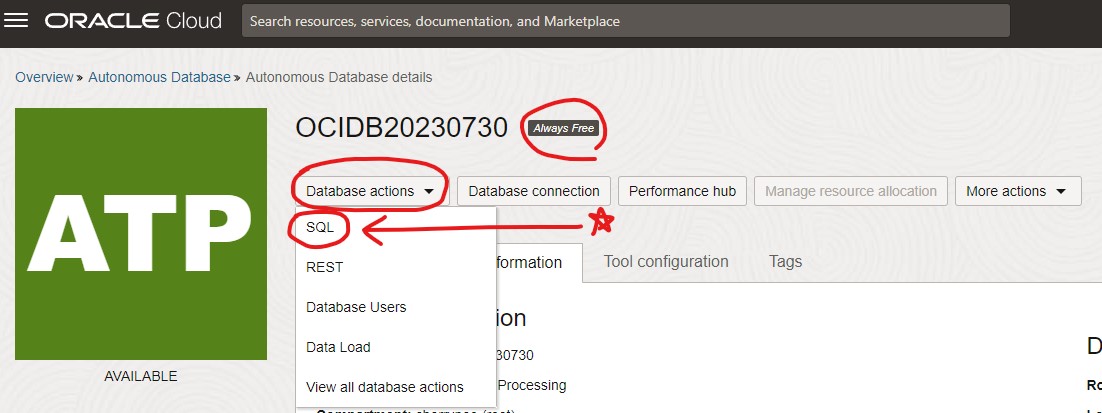 ORACLE Cloud
Search resources, services, documentation, and Marketplace
Overview » Autonomous Database » Autonomous Database details
ATP
AVAILABLE
OCIDB20230730 Always Free
Database actions Database connection Performance hub Manage resource allocation More actions
SQL
REST
Database Users
Data Load
View all database actions
formation Tool configuration Tags
ion
30730
Processing
D
Ro